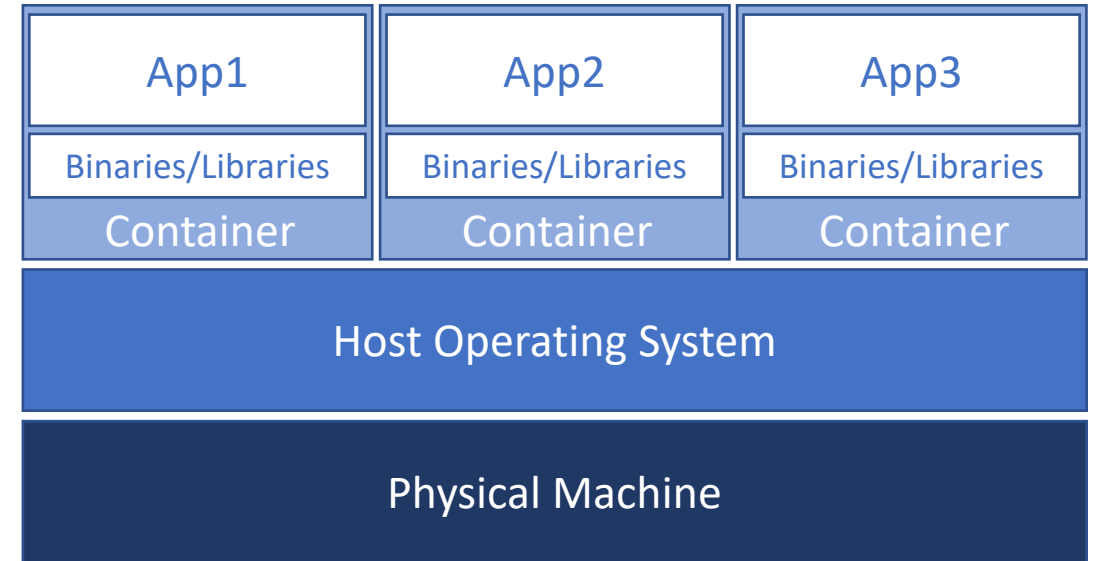 App1
App2
App3
Binaries/Libraries
Binaries/Libraries
Binaries/Libraries
Container
Container
Container
Host Operating System
Physical Machine